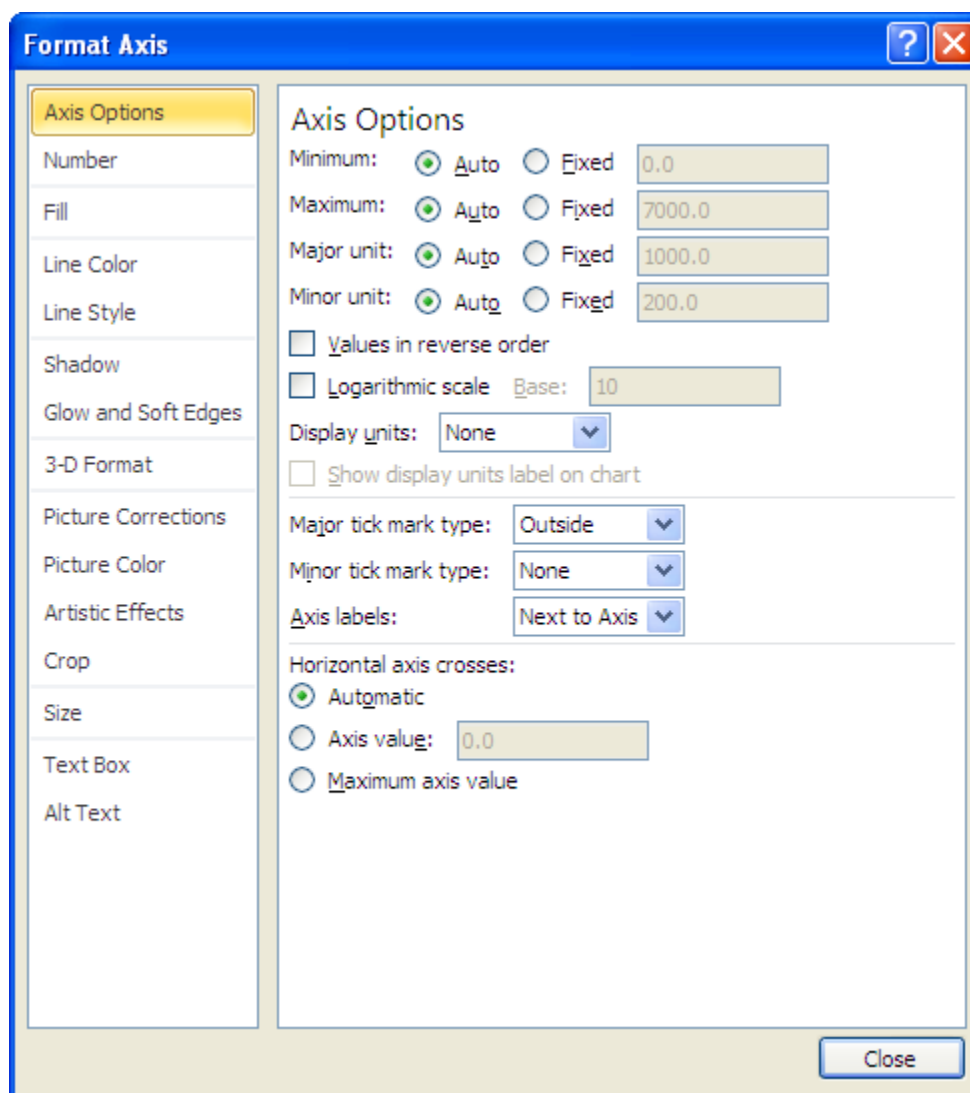 Format Axis
?
Axis Options
Number
Fill
Line Color
Line Style
Shadow
Glow and Soft Edges
3-D Format
Picture Corrections
Picture Color
Artistic Effects
Crop
Size
Text Box
Alt Text
Axis Options
Minimum: Auto Fixed 0.0
Maximum: Auto Fixed 7000.0
Major unit: Auto Fixed 1000.0
Minor unit: Auto Fixed 200.0
Values in reverse order
Logarithmic scale Base: 10
Display units: None
Show display units label on chart
Major tick mark type: Outside
Minor tick mark type: None
Axis labels: Next to Axis
Horizontal axis crosses:
Automatic
Axis value: 0.0
Maximum axis value
Close